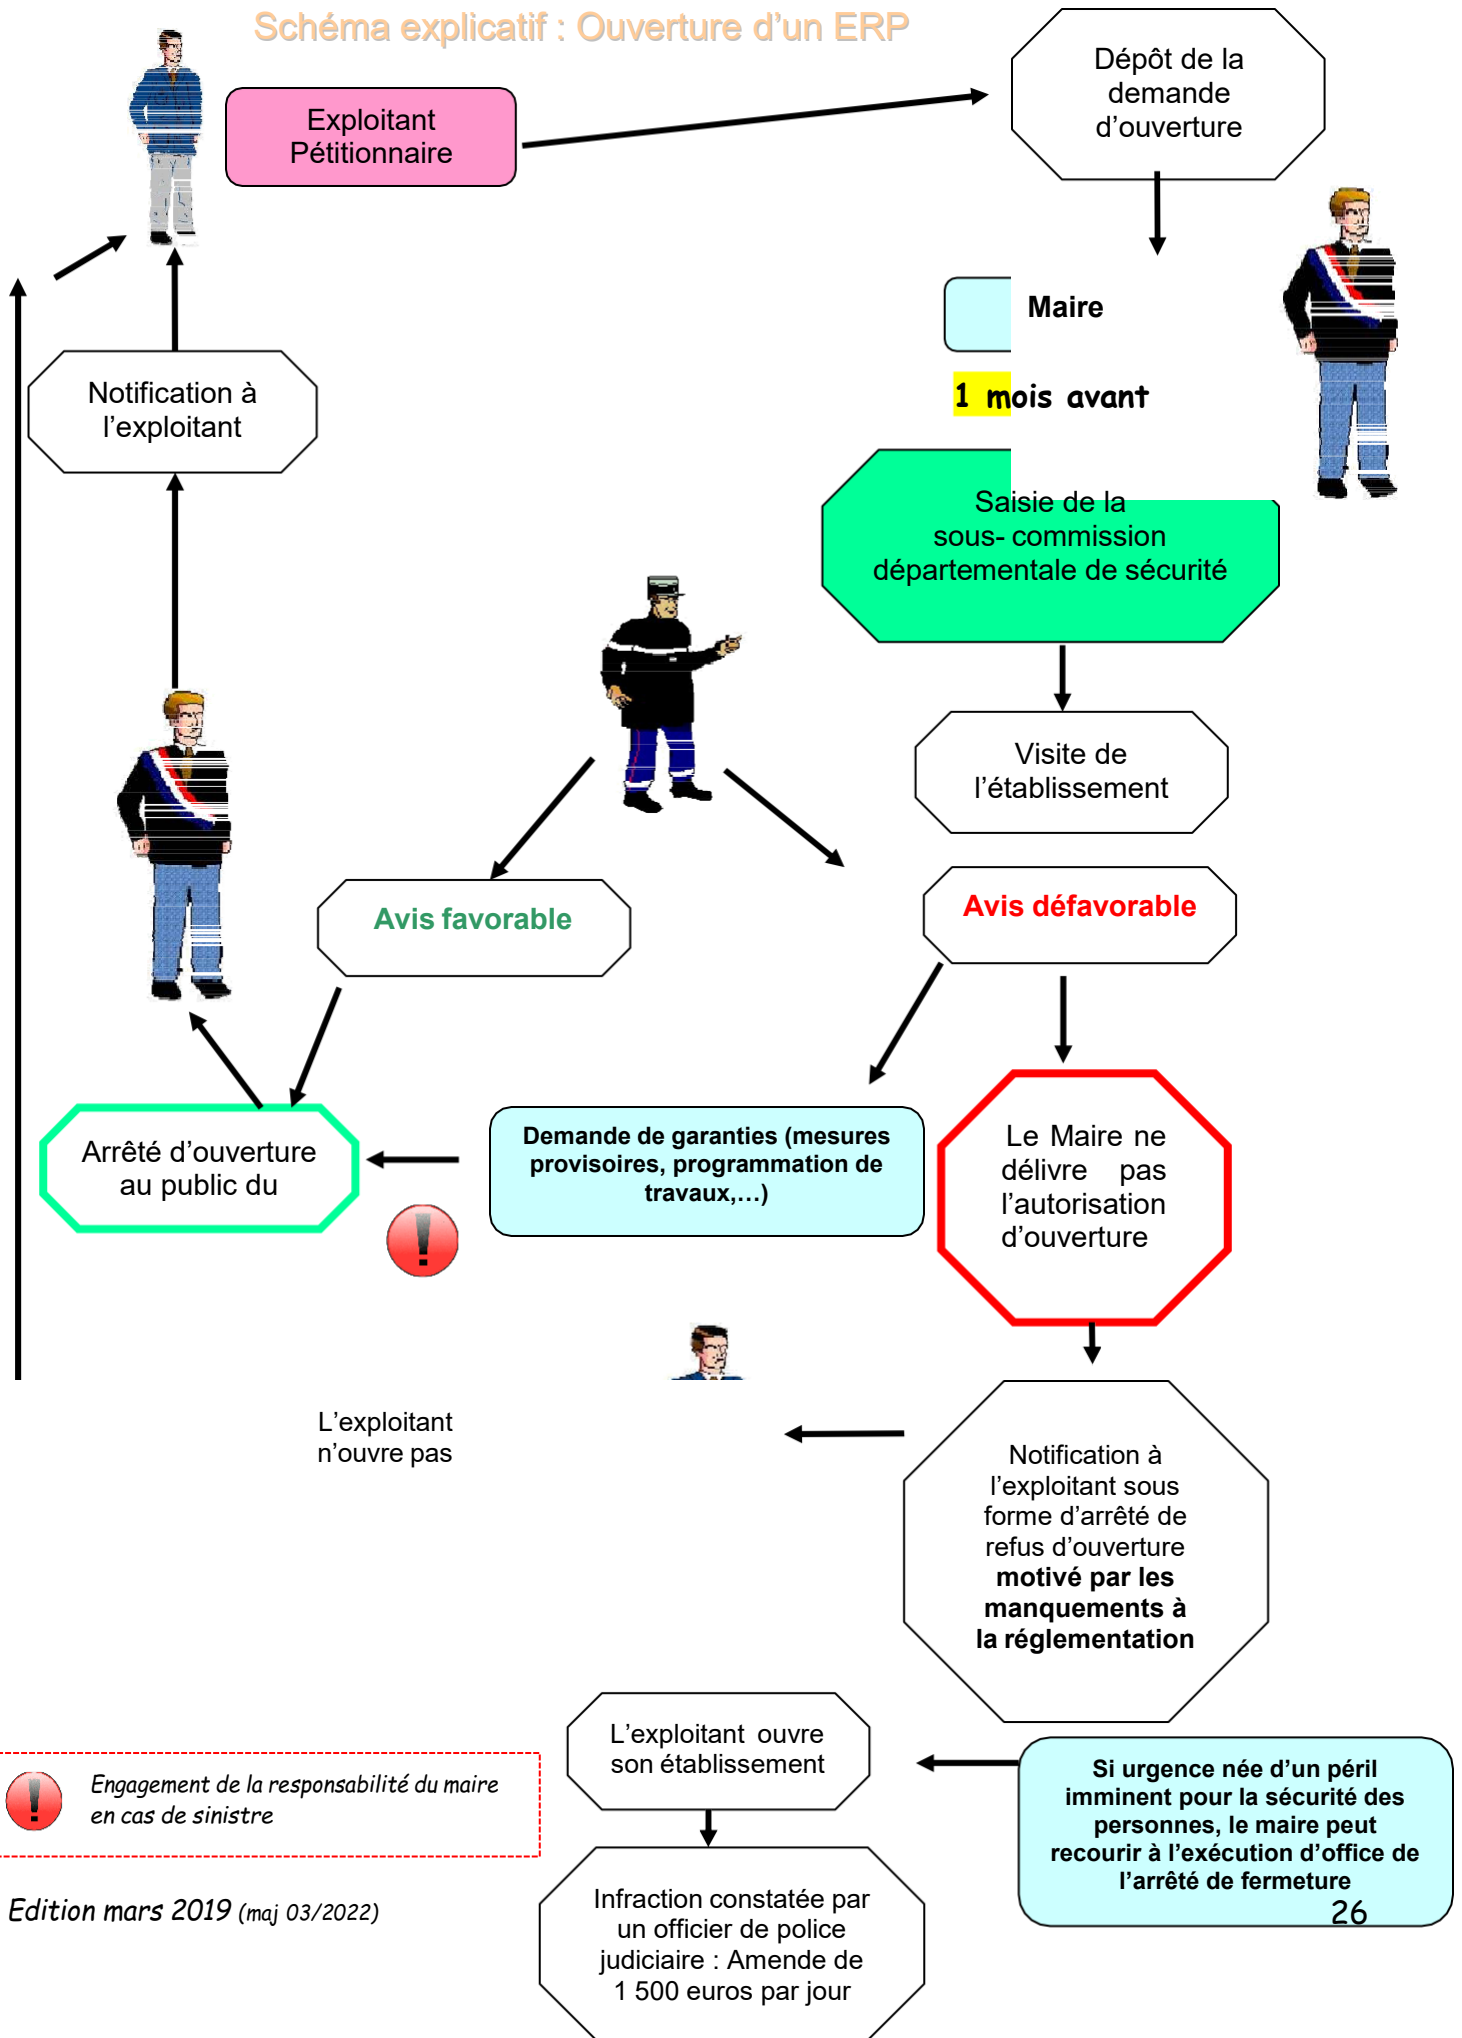 Schéma explicatif : Ouverture d’un ERP
Exploitant
Pétitionnaire
Dépôt de la
demande
d’ouverture
Maire
1 mois avant
Notification à
l’exploitant
Saisie de la
sous- commission
départementale de sécurité
Visite de
l’établissement
Avis favorable
Avis défavorable
Arrêté d’ouverture
au public du
Demande de garanties (mesures
provisoires, programmation de
travaux,…)
Le Maire ne
délivre pas
l’autorisation
d’ouverture
L’exploitant
n’ouvre pas
Notification à
l’exploitant sous
forme d’arrêté de
refus d’ouverture
motivé par les
manquements à
la réglementation
L’exploitant ouvre
son établissement
Si urgence née d’un péril
imminent pour la sécurité des
personnes, le maire peut
recourir à l’exécution d’office de
l’arrêté de fermeture
Engagement de la responsabilité du maire
en cas de sinistre
Infraction constatée par
un officier de police
judiciaire : Amende de
1 500 euros par jour
Edition mars 2019 (maj 03/2022)
26